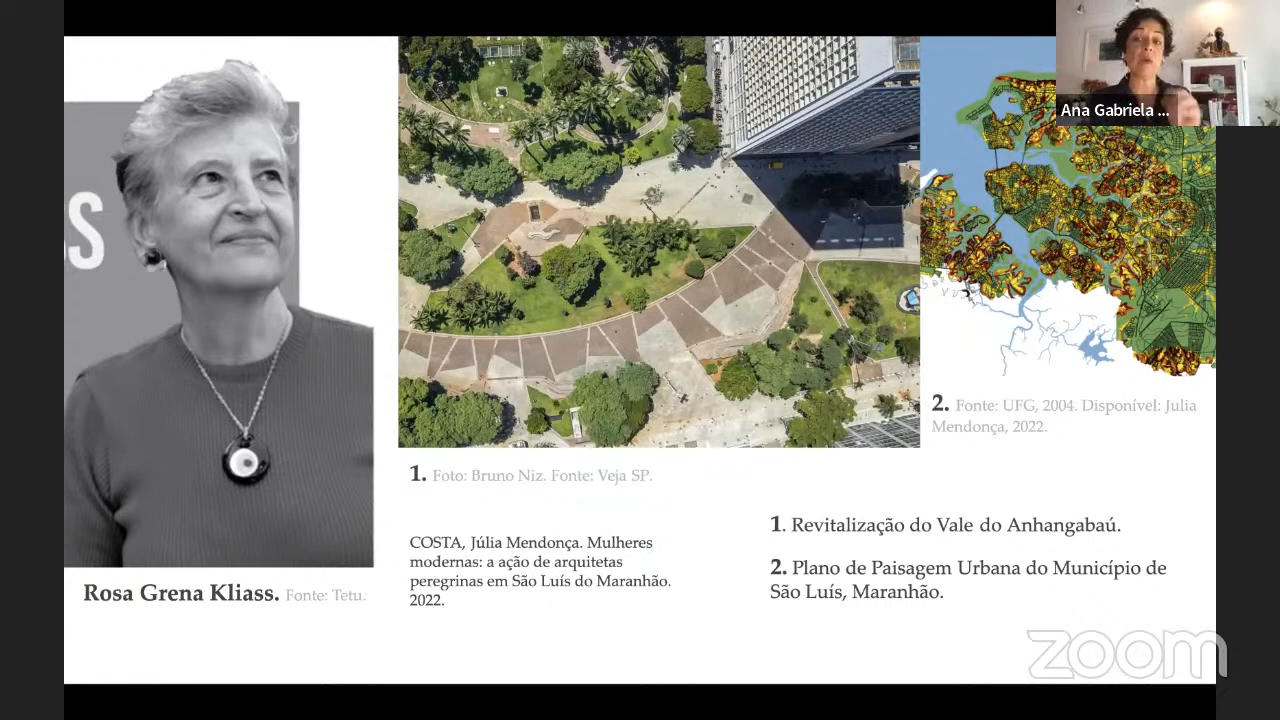 Ana Gabriela ...
SS
Rosa Grena Kliass. Fonte: Tetu.
1. Foto: Bruno Niz. Fonte: Veja SP.
COSTA, Júlia Mendonça. Mulheres
modernas: a ação de arquitetas
peregrinas em São Luís do Maranhão.
2022.
2. Fonte: UFG, 2004. Disponível: Julia
Mendonça, 2022.
1. Revitalização do Vale do Anhangabaú.
2. Plano de Paisagem Urbana do Município de
São Luís, Maranhão.
zoom